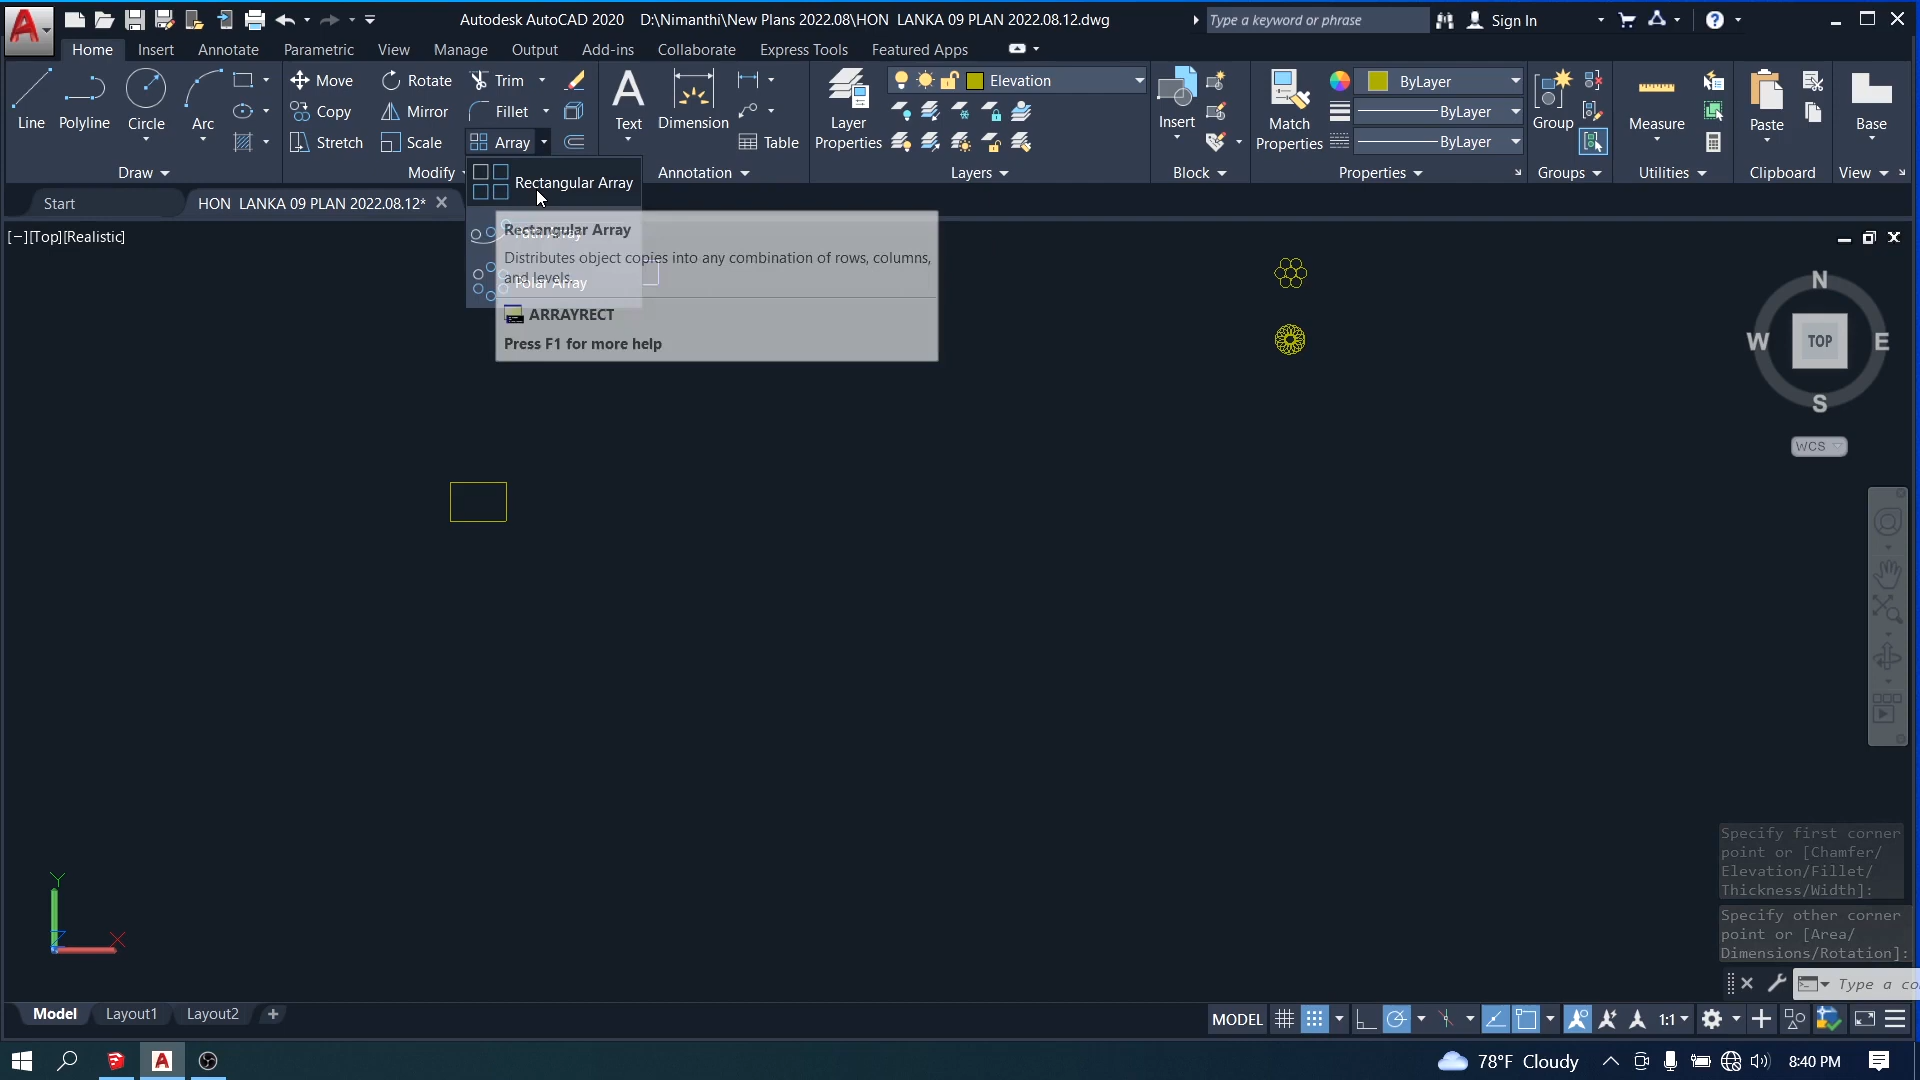 Autodesk AutoCAD 2020 D:\Nimanthi\New Plans 2022.08\HON LANKA 09 PLAN 2022.08.12.dwg
Type a keyword or phrase
Sign In
Home Insert Annotate Parametric View Manage Output Add-ins Collaborate Express Tools Featured Apps
Move Rotate Trim Elevation ByLayer
Copy Mirror Fillet ByLayer
Line Polyline Circle Arc Text Dimension Layer Properties Insert Match Properties Group Measure Paste Base
Stretch Scale Array Table ByLayer
Draw Modify Annotation Layers Block Properties Groups Utilities Clipboard View
Rectangular Array
Start HON LANKA 09 PLAN 2022.08.12*
[−][Top][Realistic]
Rectangular Array
Distributes object copies into any combination of rows, columns,
and levels.
Polar Array
ARRAYRECT
Press F1 for more help
N
W TOP E
S
WCS
Specify first corner
point or [Chamfer/
Elevation/Fillet/
Thickness/Width]:
Specify other corner
point or [Area/
Dimensions/Rotation]:
Type a co
Y
X
Model Layout1 Layout2
MODEL 1:1
78°F Cloudy 8:40 PM